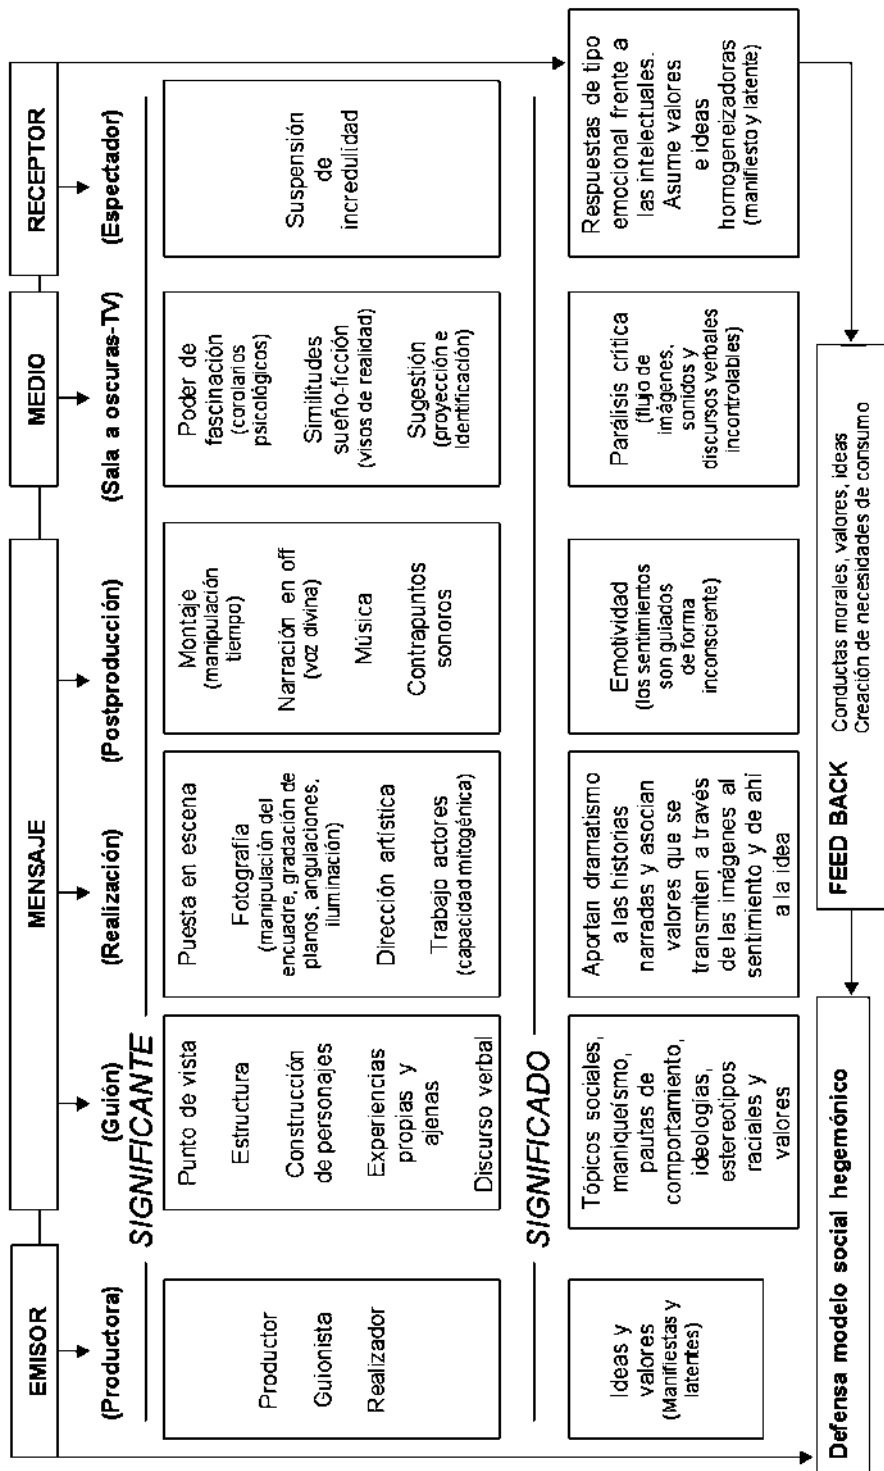 EMISOR
MENSAJE
MEDIO
RECEPTOR
(Productora)
(Guión)
(Realización)
(Postproducción)
(Sala a oscuras-TV)
(Espectador)
SIGNIFICANTE
Productor
Guionista
Realizador
Punto de vista
Estructura
Construcción
de personajes
Experiencias
propias y
ajenas
Discurso verbal
Puesta en escena
Fotografía
(manipulación del
encuadre, gradación de
planos, angulaciones,
iluminación)
Dirección artística
Trabajo actores
(capacidad mitogénica)
Montaje
(manipulación
tiempo)
Narración en off
(voz divina)
Música
Contrapuntos
sonoros
Poder de
fascinación
(corolarios
psicológicos)
Similitudes
sueño-ficción
(visos de realidad)
Sugestión
(proyección e
Identificación)
Suspensión
de
incredulidad
SIGNIFICADO
Ideas y
valores
(Manifiestas y
latentes)
Tópicos sociales,
maniqueísmo,
pautas de
comportamiento,
ideologías,
estereotipos
raciales y
valores
Aportan dramatismo
a las historias
narradas y asocian
valores que se
transmiten a través
de las imágenes al
sentimiento y de ahí
a la idea
Emotividad
(los sentimientos
son guiados
de forma
inconsciente)
Parálisis crítica
(flujo de
imágenes,
sonidos y
discursos verbales
incontrolables)
Respuestas de tipo
emocional frente a
las intelectuales.
Asume valores
e ideas
homogeneizadoras
(manifiesto y latente)
Defensa modelo social hegemónico
FEED BACK
Conductas morales, valores, ideas
Creación de necesidades de consumo